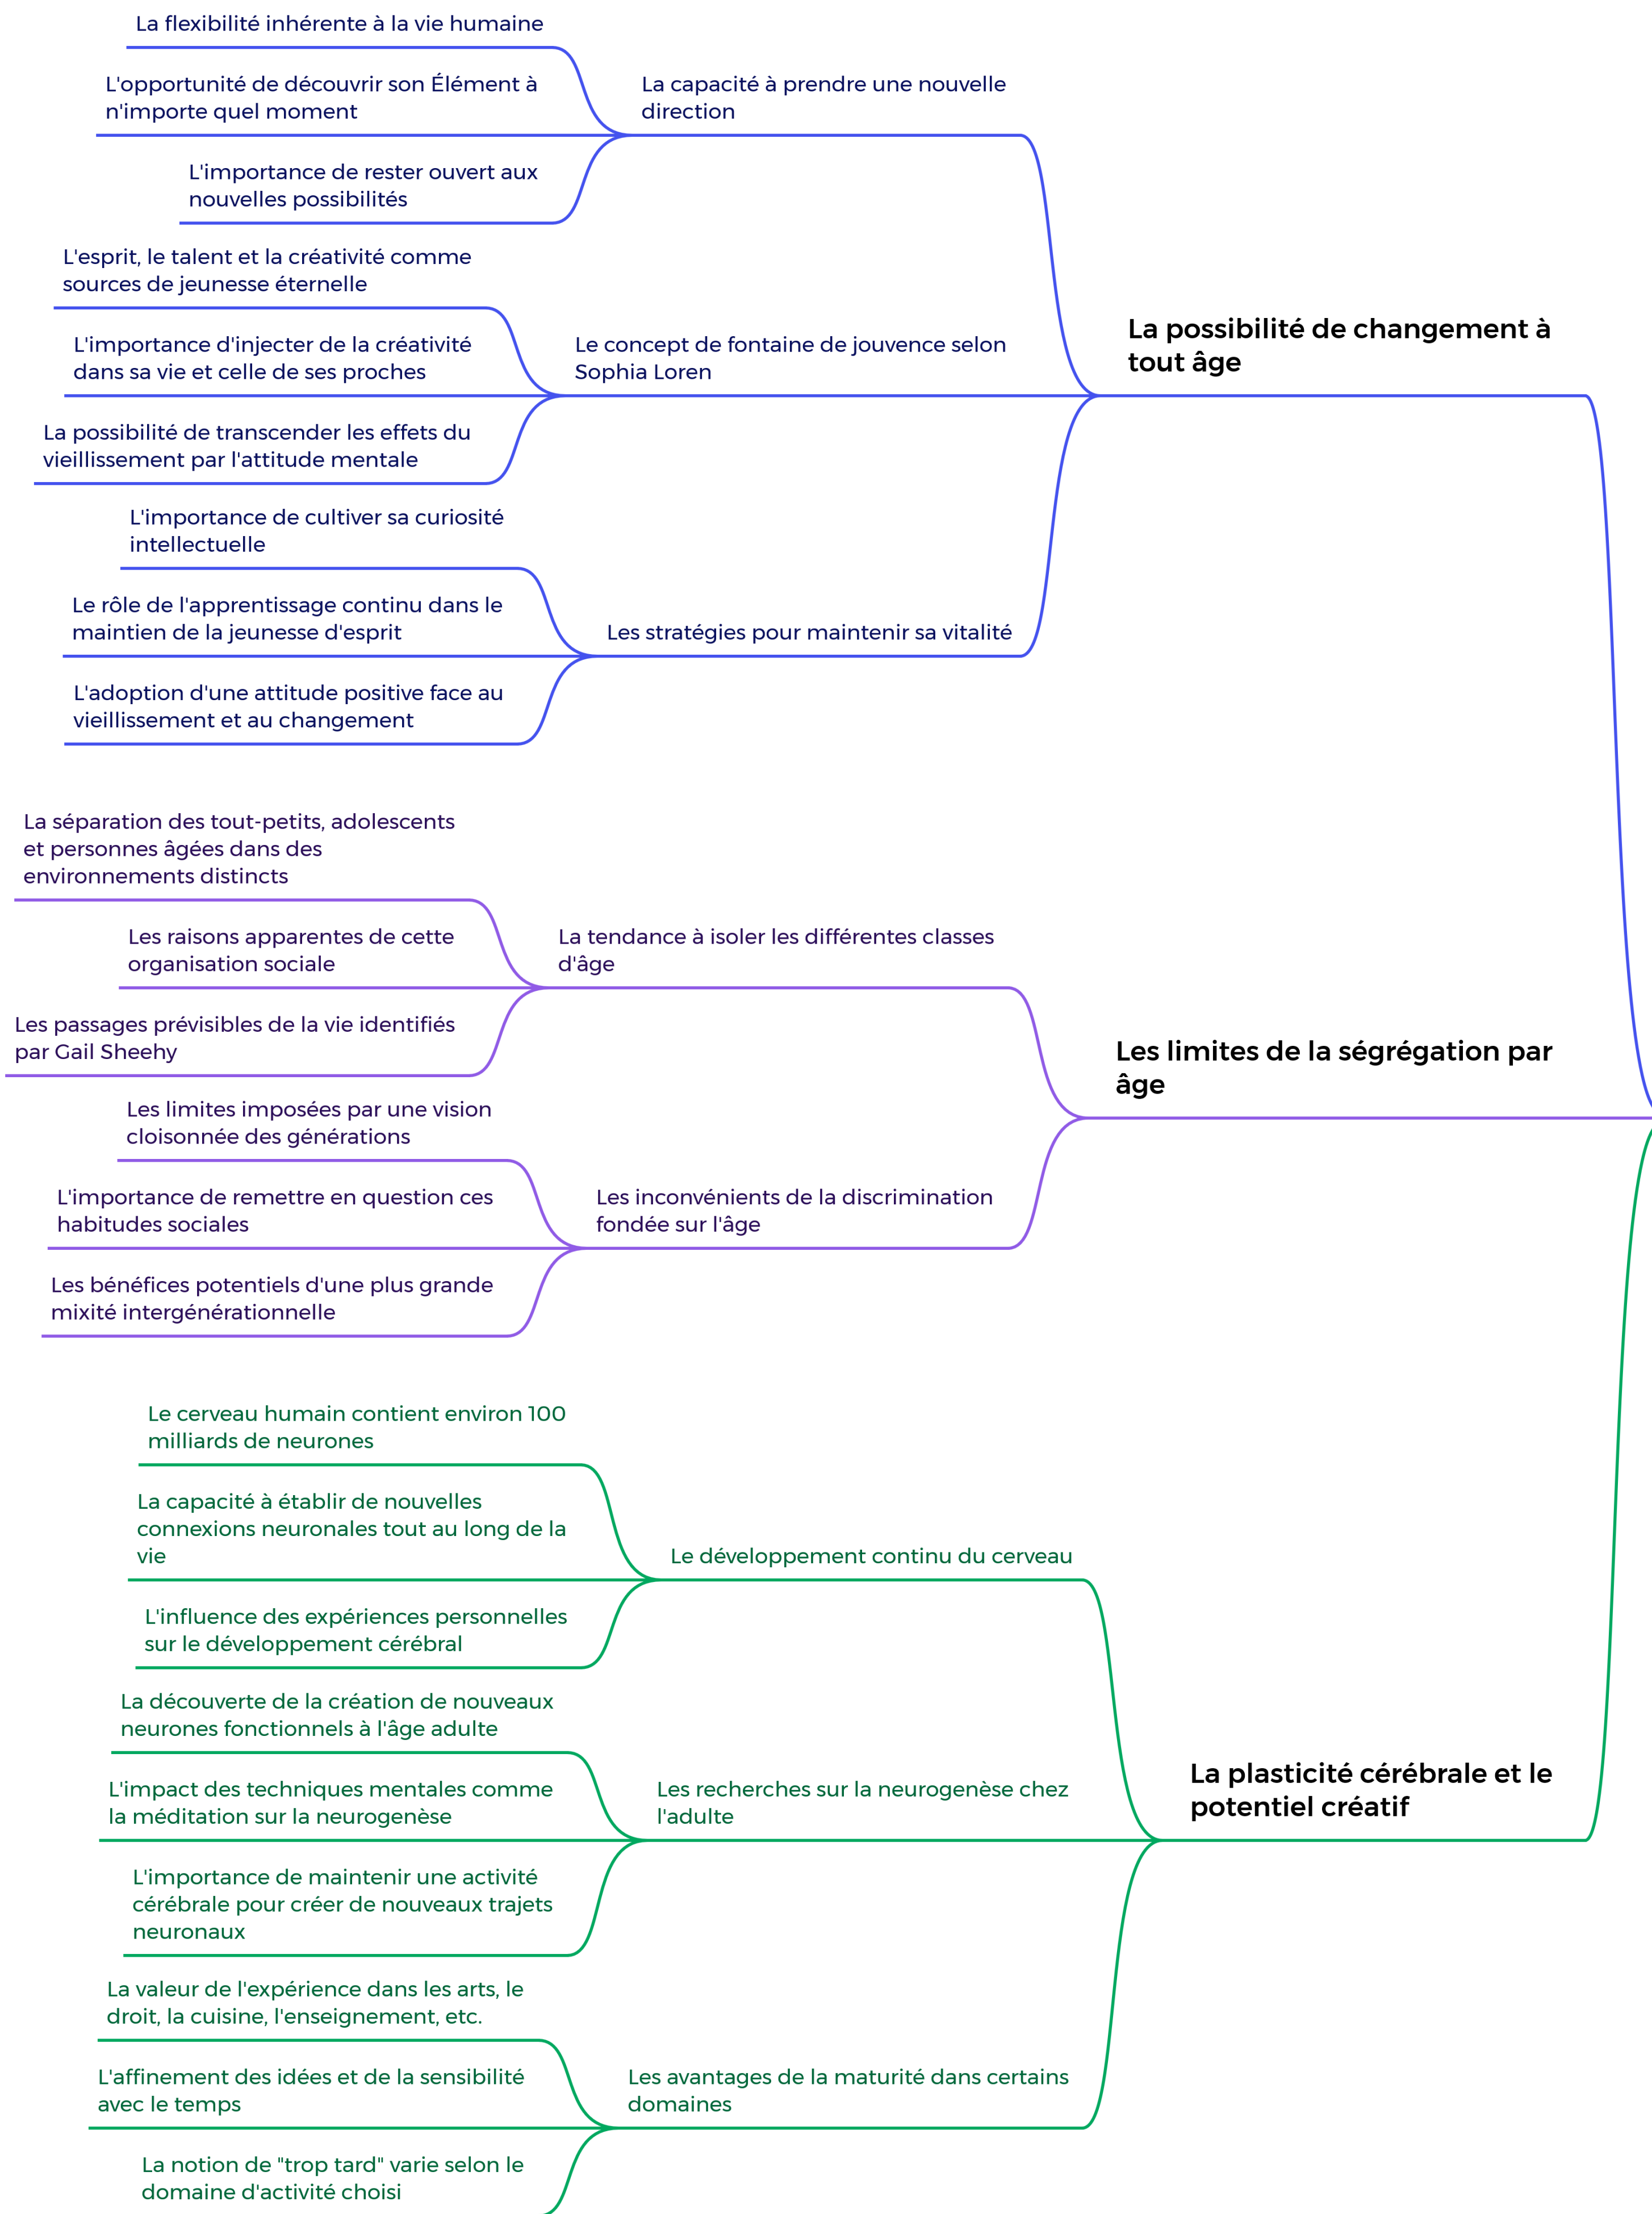 La flexibilité inhérente à la vie humaine
L'opportunité de découvrir son Élément à
n'importe quel moment
La capacité à prendre une nouvelle
direction
L'importance de rester ouvert aux
nouvelles possibilités
L'esprit, le talent et la créativité comme
sources de jeunesse éternelle
La possibilité de changement à
tout âge
L'importance d'injecter de la créativité
dans sa vie et celle de ses proches
Le concept de fontaine de jouvence selon
Sophia Loren
La possibilité de transcender les effets du
vieillissement par l'attitude mentale
L'importance de cultiver sa curiosité
intellectuelle
Le rôle de l'apprentissage continu dans le
maintien de la jeunesse d'esprit
Les stratégies pour maintenir sa vitalité
L'adoption d'une attitude positive face au
vieillissement et au changement
La séparation des tout-petits, adolescents
et personnes âgées dans des
environnements distincts
Les raisons apparentes de cette
organisation sociale
La tendance à isoler les différentes classes
d'âge
Les passages prévisibles de la vie identifiés
par Gail Sheehy
Les limites de la ségrégation par
âge
Les limites imposées par une vision
cloisonnée des générations
L'importance de remettre en question ces
habitudes sociales
Les inconvénients de la discrimination
fondée sur l'âge
Les bénéfices potentiels d'une plus grande
mixité intergénérationnelle
Le cerveau humain contient environ 100
milliards de neurones
La capacité à établir de nouvelles
connexions neuronales tout au long de la
vie
Le développement continu du cerveau
L'influence des expériences personnelles
sur le développement cérébral
La découverte de la création de nouveaux
neurones fonctionnels à l'âge adulte
L'impact des techniques mentales comme
la méditation sur la neurogenèse
Les recherches sur la neurogenèse chez
l'adulte
La plasticité cérébrale et le
potentiel créatif
L'importance de maintenir une activité
cérébrale pour créer de nouveaux trajets
neuronaux
La valeur de l'expérience dans les arts, le
droit, la cuisine, l'enseignement, etc.
L'affinement des idées et de la sensibilité
avec le temps
Les avantages de la maturité dans certains
domaines
La notion de "trop tard" varie selon le
domaine d'activité choisi